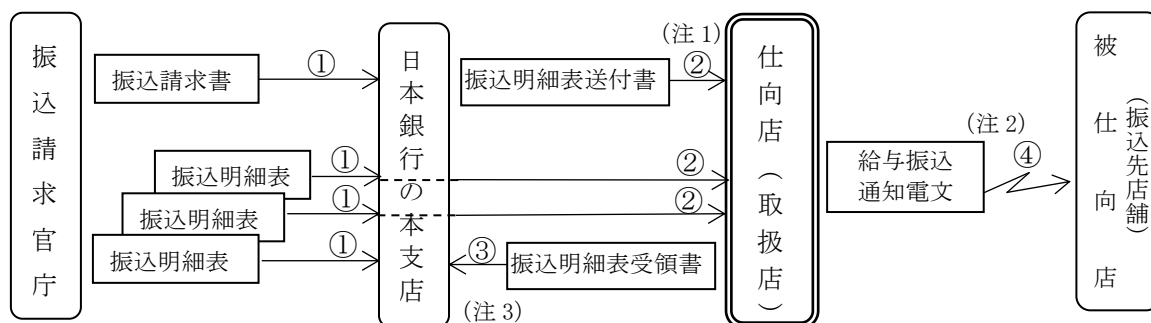 振込請求官庁
振込請求書
①
振込明細表
①
振込明細表
①
振込明細表
①
日本銀行の本支店
(注 1)
振込明細表送付書
②
②
②
③
振込明細表受領書
(注 3)
仕向店（取扱店）
(注 2)
給与振込
通知電文
④
被仕向店
（振込先店舗）